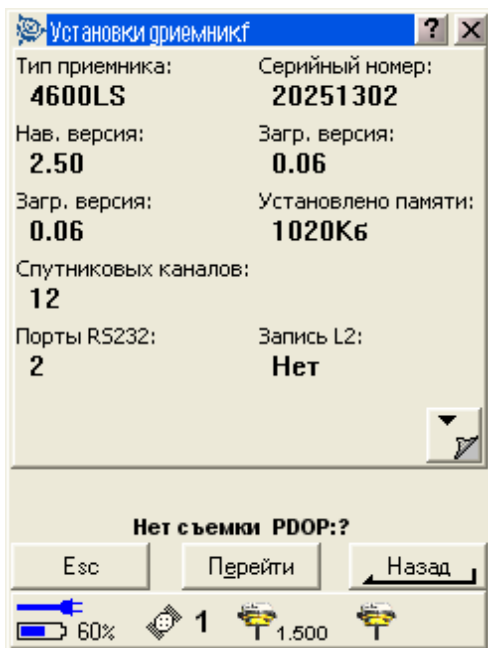 Установки gриемникf ? X
Тип приемника: Серийный номер:
4600LS 20251302
Нав. версия: Загр. версия:
2.50 0.06
Загр. версия: Установлено памяти:
0.06 1020Кб
Спутниковых каналов:
12
Порты RS232: Запись L2:
2 Нет
Нет съемки PDOP:?
Esc Перейти Назад
60% 1 1.500